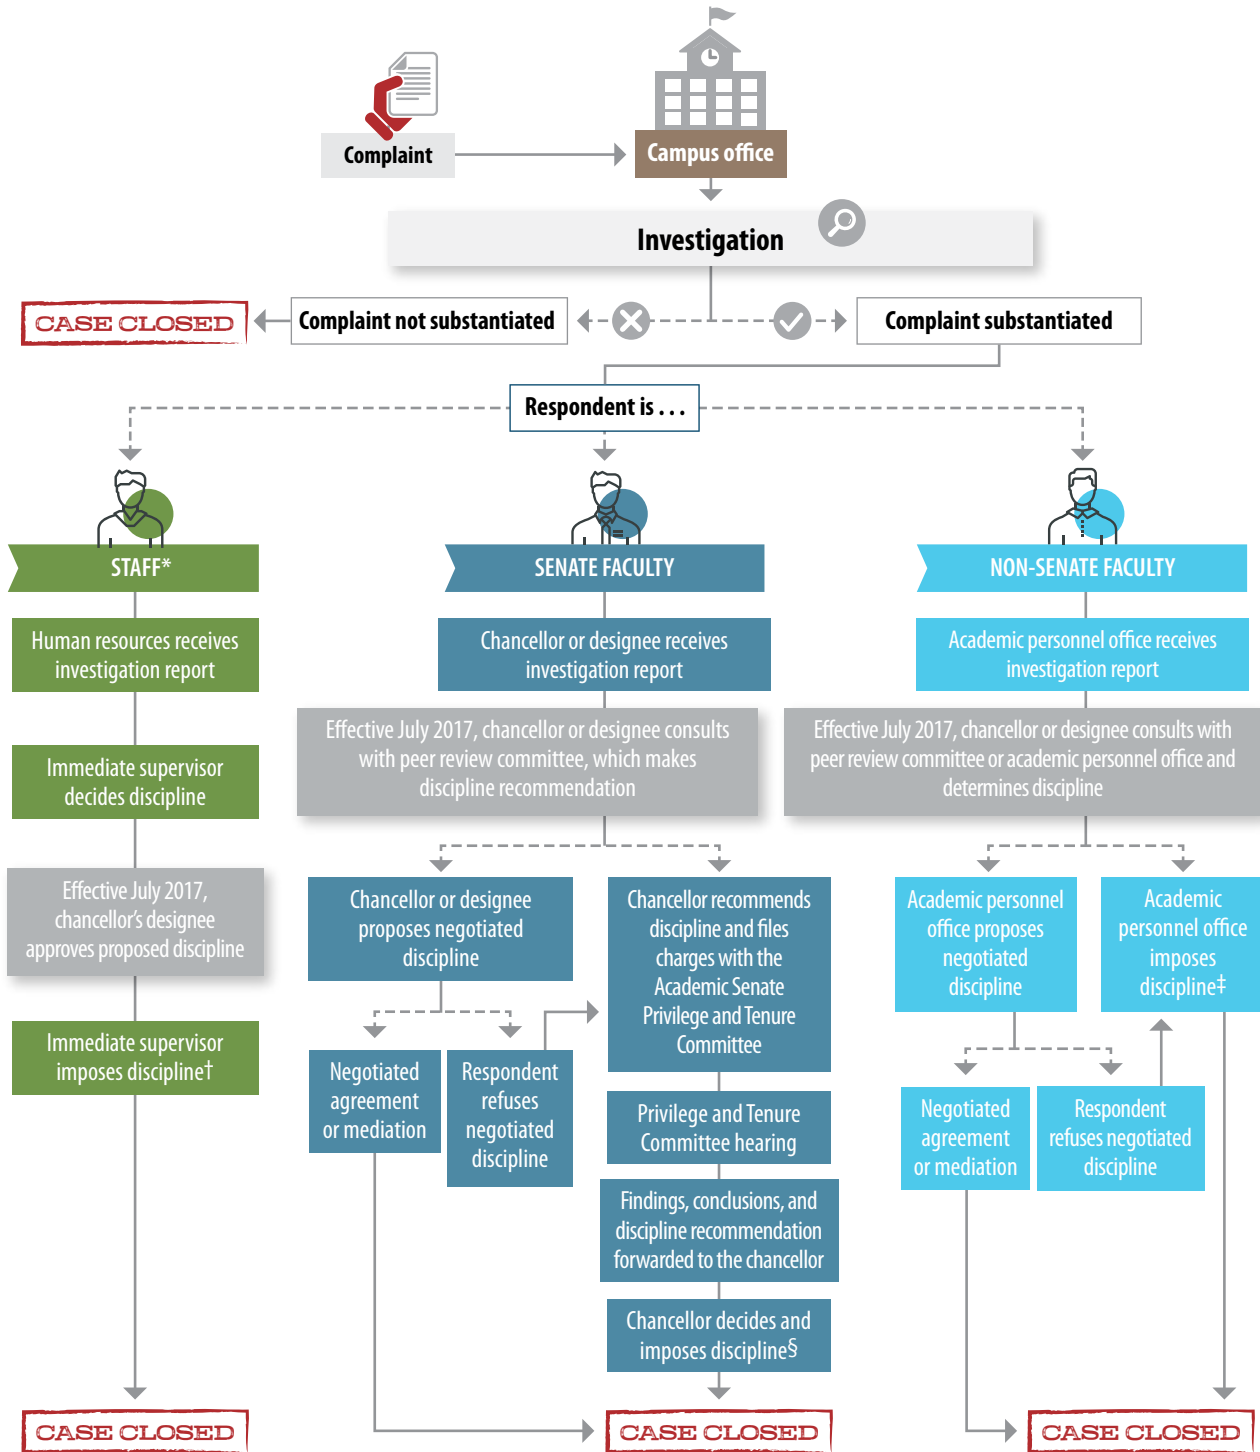 Complaint
Campus office
Investigation
CASE CLOSED
Complaint not substantiated
Complaint substantiated
Respondent is . . .
STAFF*
Human resources receives
investigation report
Immediate supervisor
decides discipline
Effective July 2017,
chancellor’s designee
approves proposed discipline
Immediate supervisor
imposes discipline†
CASE CLOSED
SENATE FACULTY
Chancellor or designee receives
investigation report
Effective July 2017, chancellor or designee consults
with peer review committee, which makes
discipline recommendation
Chancellor or designee
proposes negotiated
discipline
Negotiated
agreement
or mediation
Respondent
refuses
negotiated
discipline
Chancellor recommends
discipline and files
charges with the
Academic Senate
Privilege and Tenure
Committee
Privilege and Tenure
Committee hearing
Findings, conclusions, and
discipline recommendation
forwarded to the chancellor
Chancellor decides and
imposes discipline§
CASE CLOSED
NON-SENATE FACULTY
Academic personnel office receives
investigation report
Effective July 2017, chancellor or designee consults with
peer review committee or academic personnel office and
determines discipline
Academic personnel
office proposes
negotiated
discipline
Negotiated
agreement
or mediation
Respondent
refuses negotiated
discipline
Academic
personnel office
imposes
discipline‡
CASE CLOSED